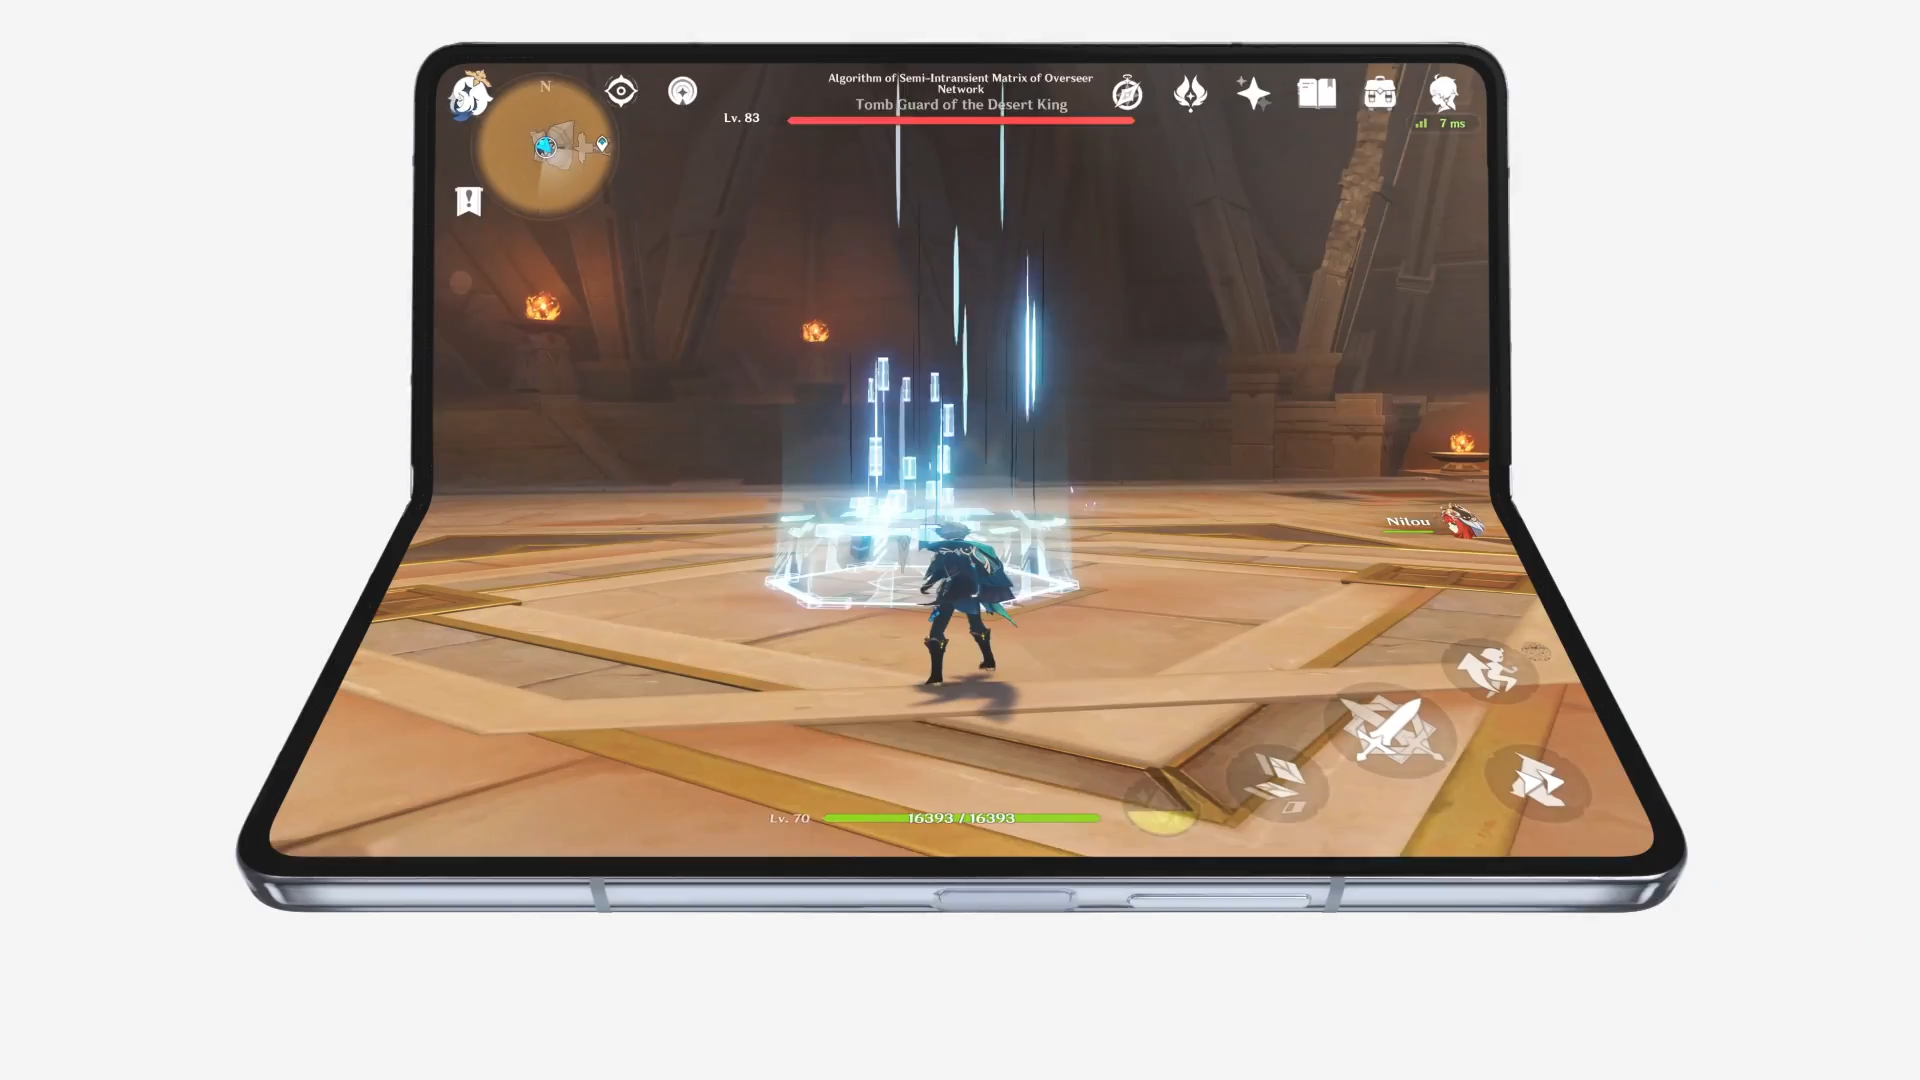 N
Algorithm of Semi-Intransient Matrix of Overseer
Network
Tomb Guard of the Desert King
Lv. 83
7 ms
Nilou
Lv. 70
16393 / 16393